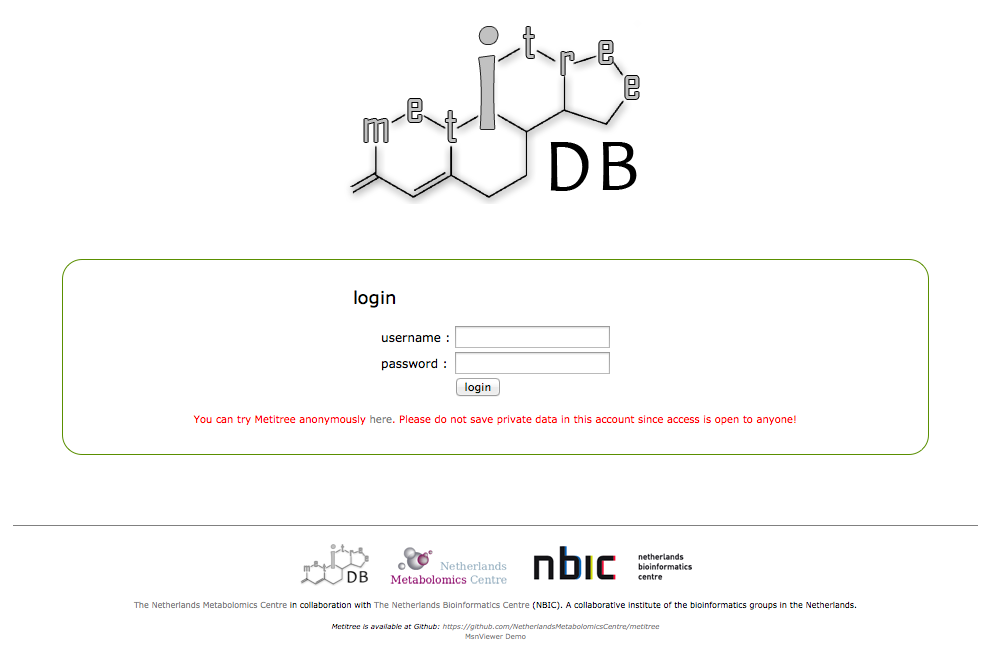 metitree
DB
login
username :
password :
login
You can try Metitree anonymously here. Please do not save private data in this account since access is open to anyone!
metitree DB
Netherlands
Metabolomics Centre
nbic
netherlands
bioinformatics
centre
The Netherlands Metabolomics Centre in collaboration with The Netherlands Bioinformatics Centre (NBIC). A collaborative institute of the bioinformatics groups in the Netherlands.
Metitree is available at Github: https://github.com/NetherlandsMetabolomicsCentre/metitree
MsnViewer Demo